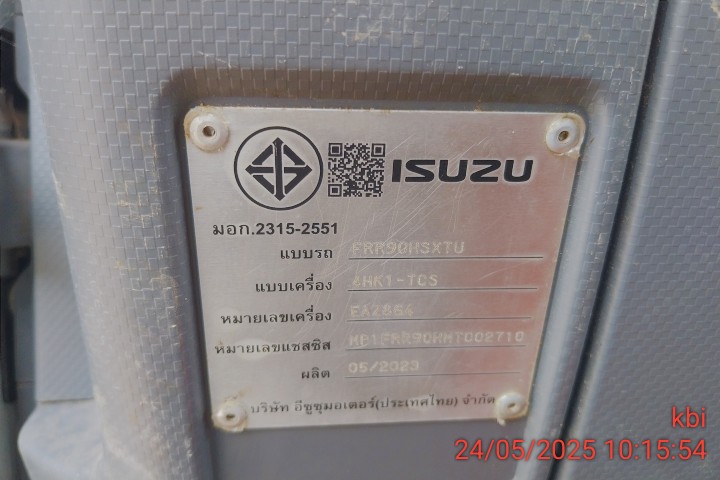 ISUZU
มอก.2315-2551
แบบรถ FRR90HSXTU
แบบเครื่อง 4HK1-TCS
หมายเลขเครื่อง
หมายเลขแชสซิส
ผลิต 05/2023
บริษัท อีซูซุมอเตอร์(ประเทศไทย) จำกัด
kbi
24/05/2025 10:15:54